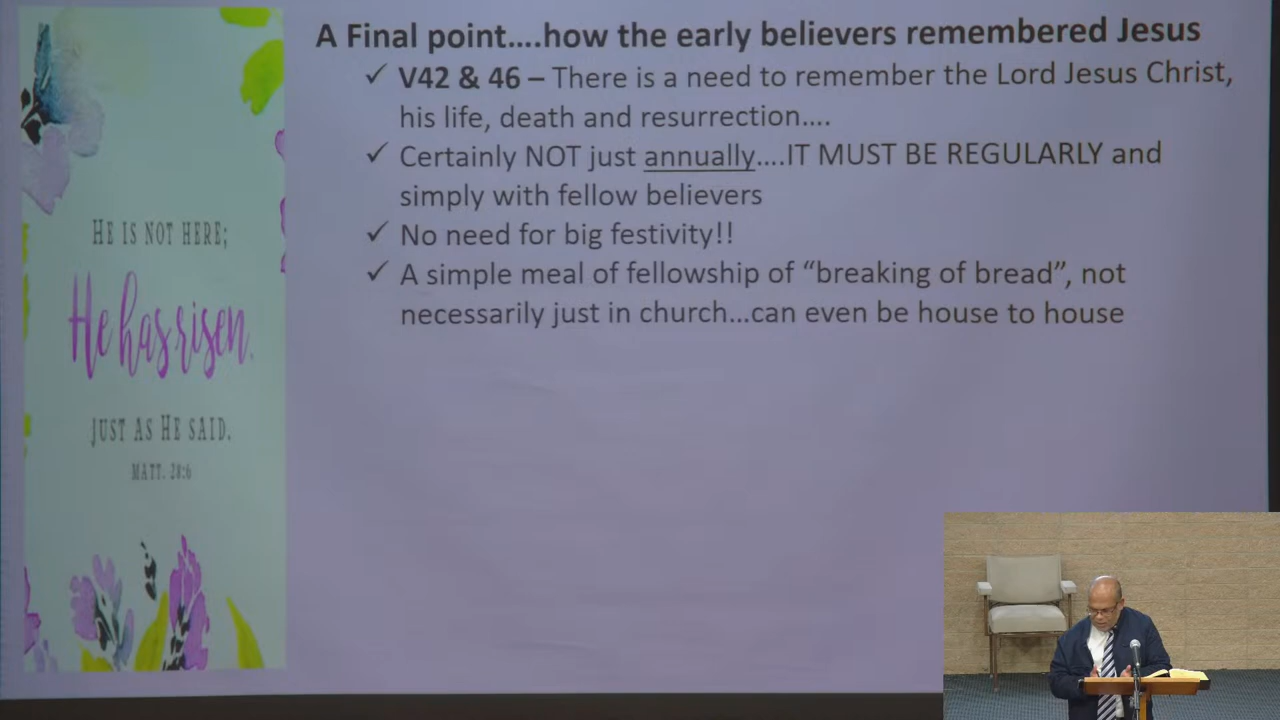 A Final point....how the early believers remembered Jesus
✓ V42 & 46 – There is a need to remember the Lord Jesus Christ,
his life, death and resurrection....
✓ Certainly NOT just annually....IT MUST BE REGULARLY and
simply with fellow believers
✓ No need for big festivity!!
✓ A simple meal of fellowship of “breaking of bread”, not
necessarily just in church...can even be house to house
HE IS NOT HERE;
He has risen.
JUST AS HE SAID.
MATT. 28:6